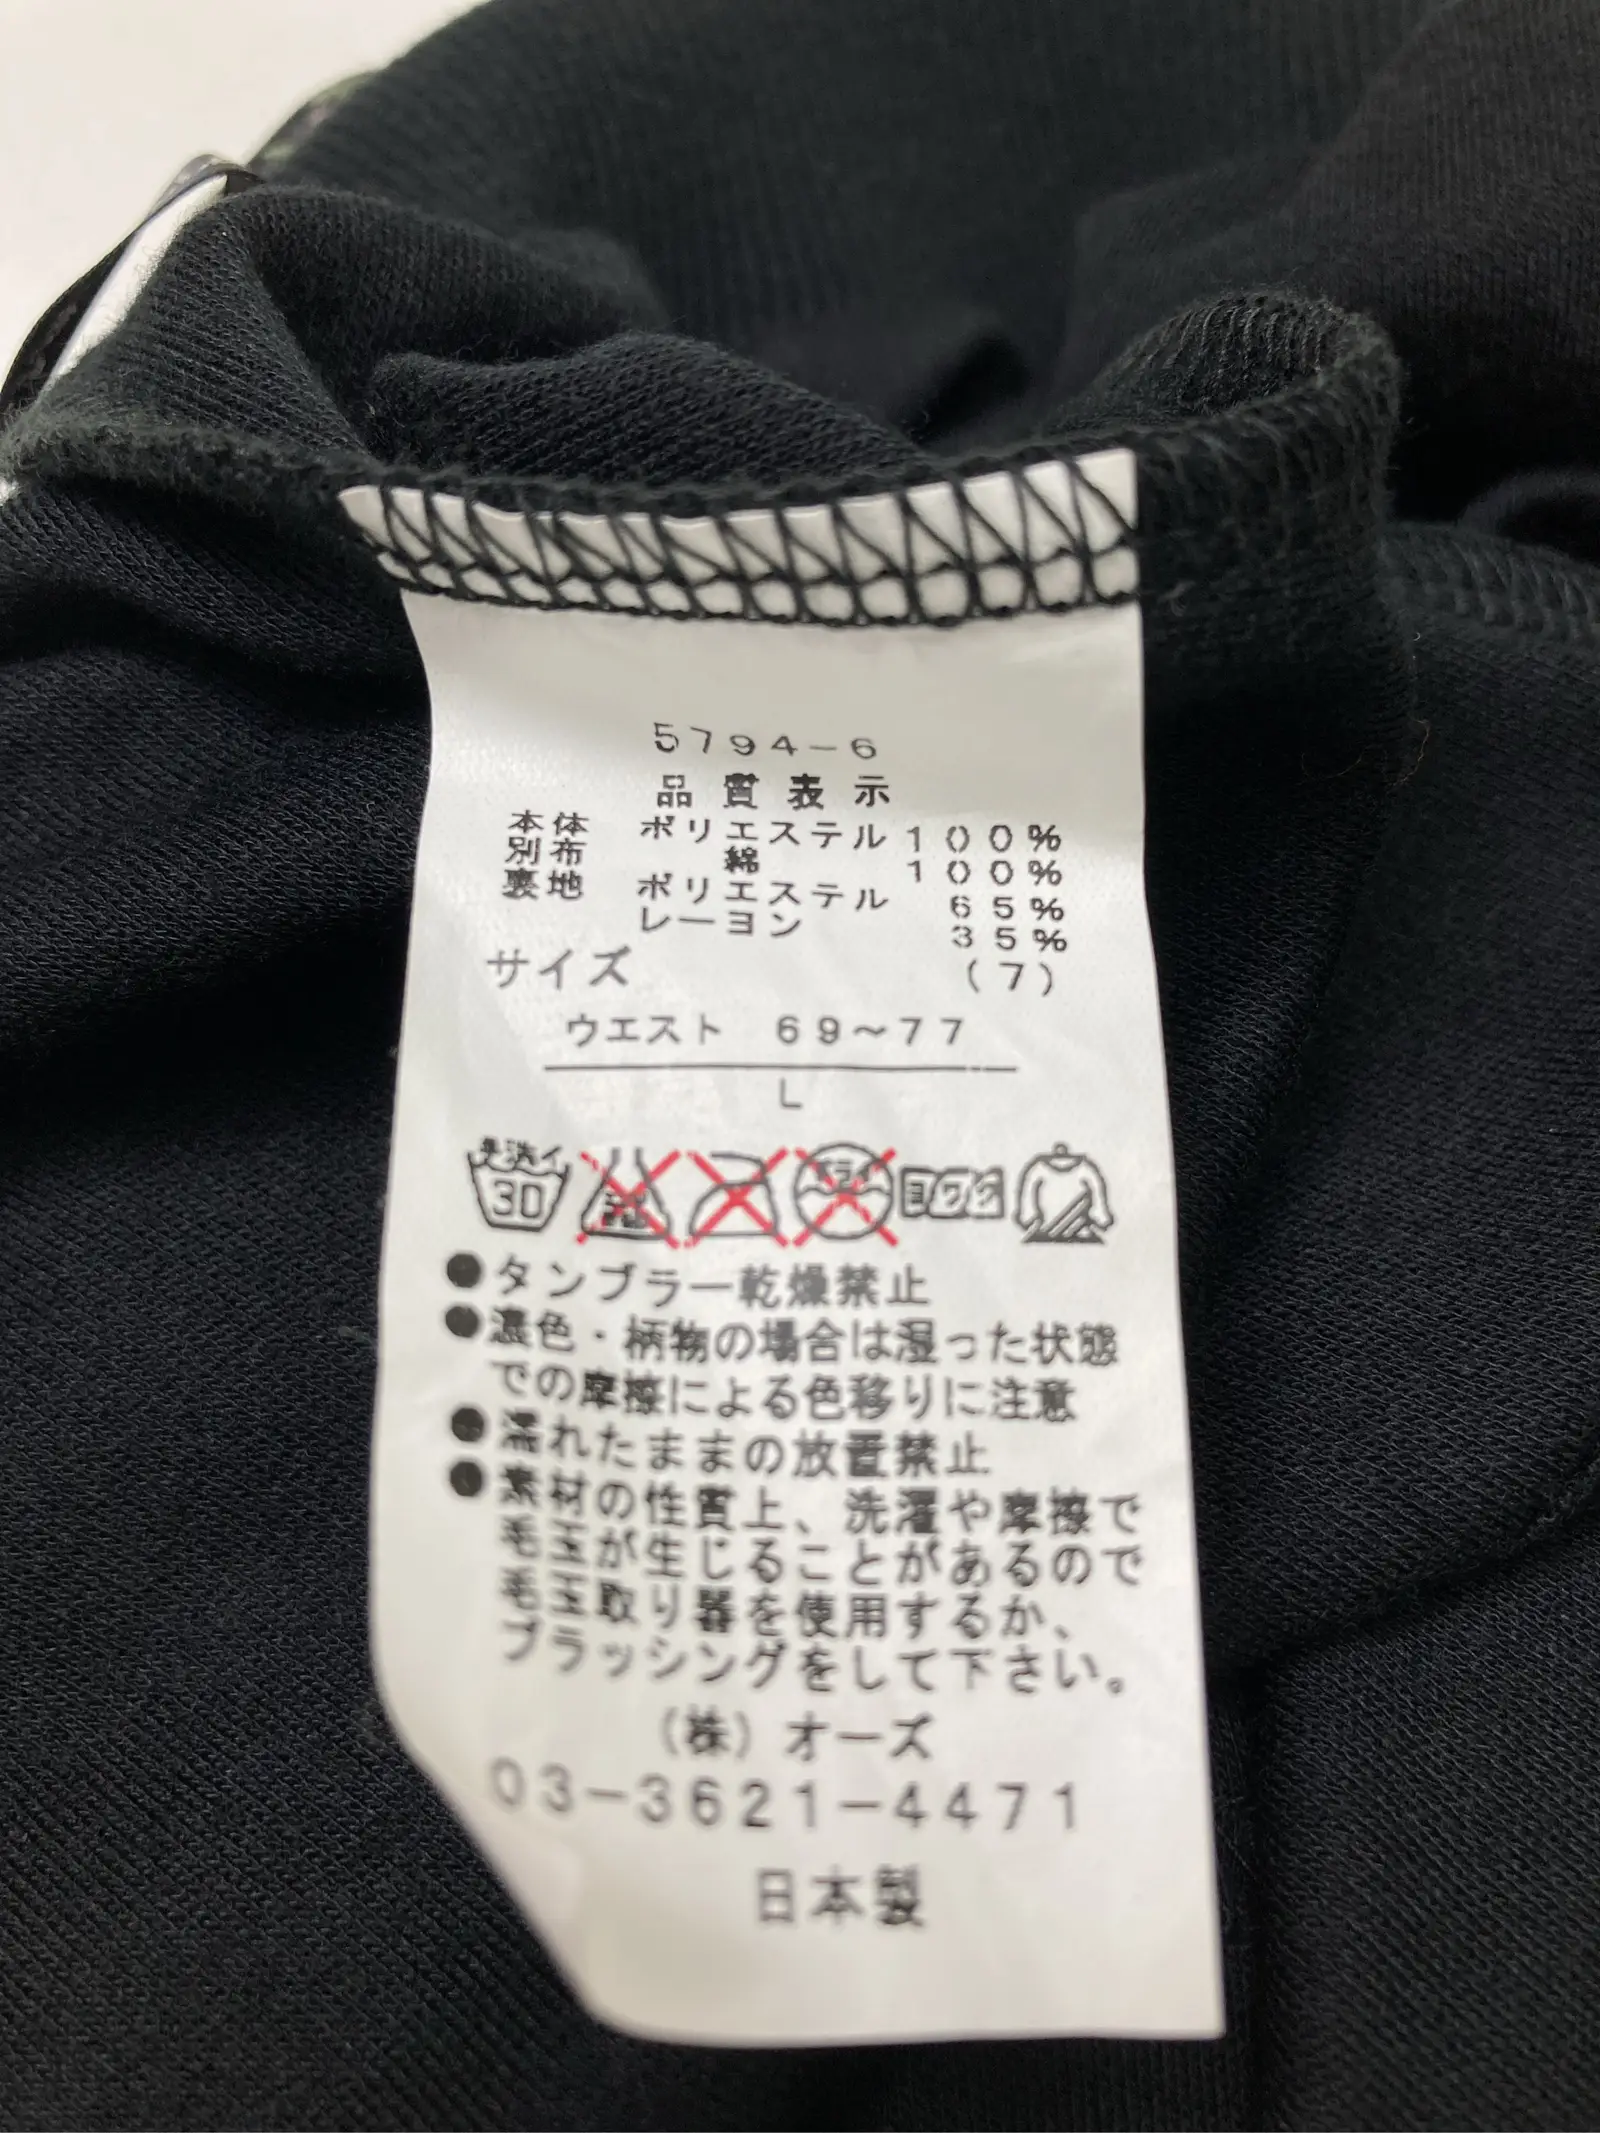 5794-6
品質表示
本体 ポリエステル 100%
別布 綿 100%
裏地 ポリエステル 65%
レーヨン 35%
サイズ (7)
ウエスト 69~77
L
手洗イ 30 ドライ ヨワク
●タンブラー乾燥禁止
●濃色・柄物の場合は湿った状態
での摩擦による色移りに注意
●濡れたままの放置禁止
●素材の性質上、洗濯や摩擦で
毛玉が生じることがあるので
毛玉取り器を使用するか、
ブラッシングをして下さい。
(株)オーズ
03-3621-4471
日本製